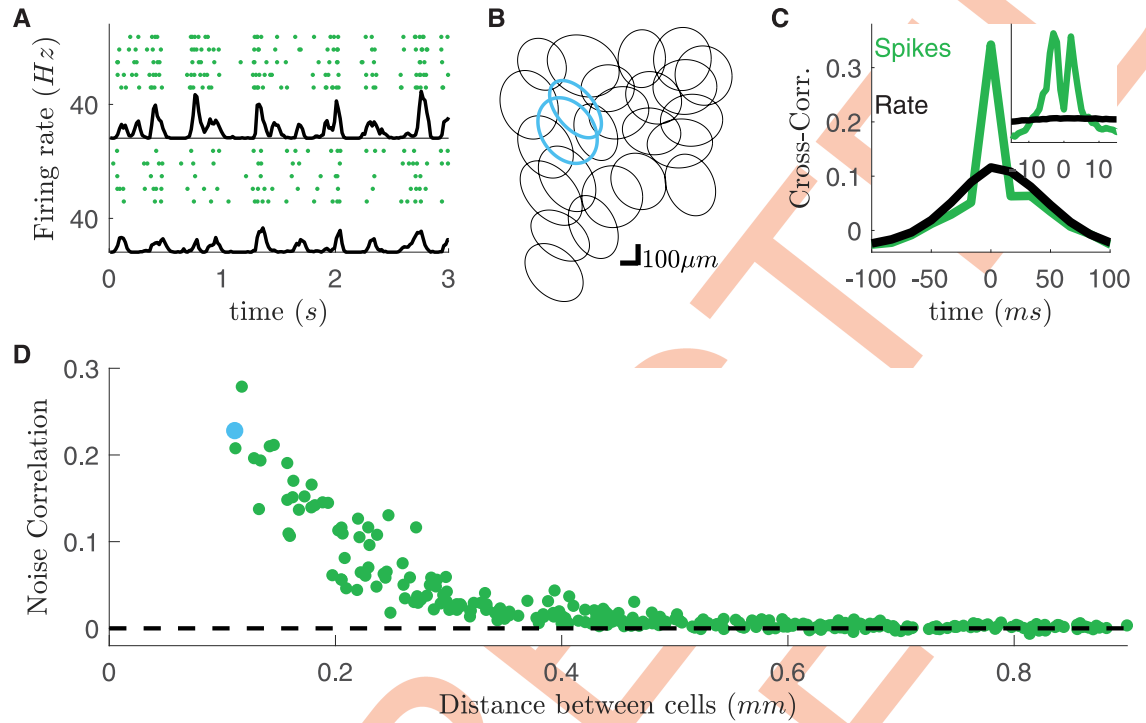 A
B
C
Firing rate (Hz)
40
40
0
1
2
3
time (s)
100μm
Spikes
Rate
Cross-Corr.
0.3
0.2
0.1
0
-10
0
10
-100
-50
0
50
100
time (ms)
D
Noise Correlation
0.3
0.2
0.1
0
0
0.2
0.4
0.6
0.8
Distance between cells (mm)